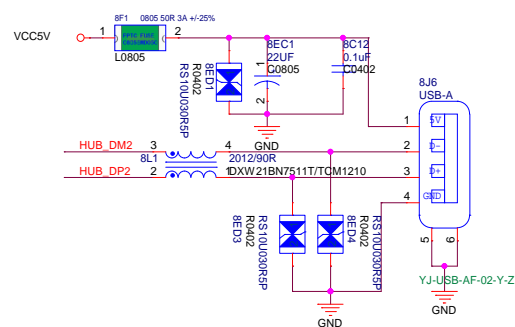 8F1 0805 50R 3A +/-25%
VCC5V
1
2
L0805
8ED1
R0402
RS10U030R5P
8EC1
22UF
C0805
1
2
8C12
0.1uF
C0402
GND
8J6
USB-A
1 5V
2 D-
3 D+
4 GND
5
6
YJ-USB-AF-02-Y-Z
GND
HUB_DM2 3
4
8L1
2012/90R
HUB_DP2 2
1
DXW21BN7511T/TCM1210
8ED3
R0402
RS10U030R5P
8ED4
R0402
RS10U030R5P
GND